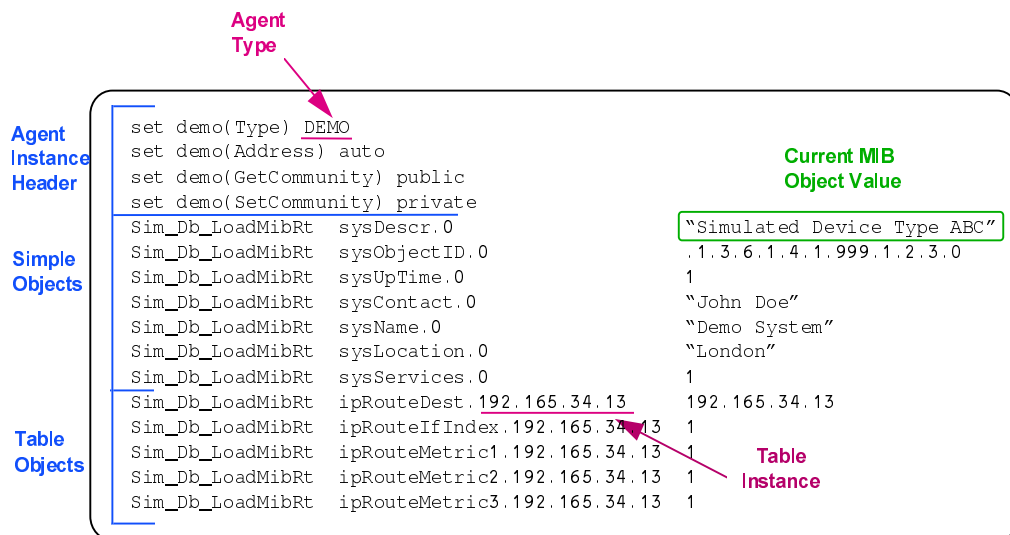 Agent
Type
Agent
Instance
Header
set demo(Type) DEMO
set demo(Address) auto
set demo(GetCommunity) public
set demo(SetCommunity) private
Current MIB
Object Value
Simple
Objects
Sim_Db_LoadMibRt sysDescr.0 “Simulated Device Type ABC”
Sim_Db_LoadMibRt sysObjectID.0 .1.3.6.1.4.1.999.1.2.3.0
Sim_Db_LoadMibRt sysUpTime.0 1
Sim_Db_LoadMibRt sysContact.0 “John Doe”
Sim_Db_LoadMibRt sysName.0 “Demo System”
Sim_Db_LoadMibRt sysLocation.0 “London”
Sim_Db_LoadMibRt sysServices.0 1
Table
Objects
Sim_Db_LoadMibRt ipRouteDest.192.165.34.13 192.165.34.13
Sim_Db_LoadMibRt ipRouteIfIndex.192.165.34.13 1
Sim_Db_LoadMibRt ipRouteMetric1.192.165.34.13 1
Sim_Db_LoadMibRt ipRouteMetric2.192.165.34.13 1
Sim_Db_LoadMibRt ipRouteMetric3.192.165.34.13 1
Table
Instance